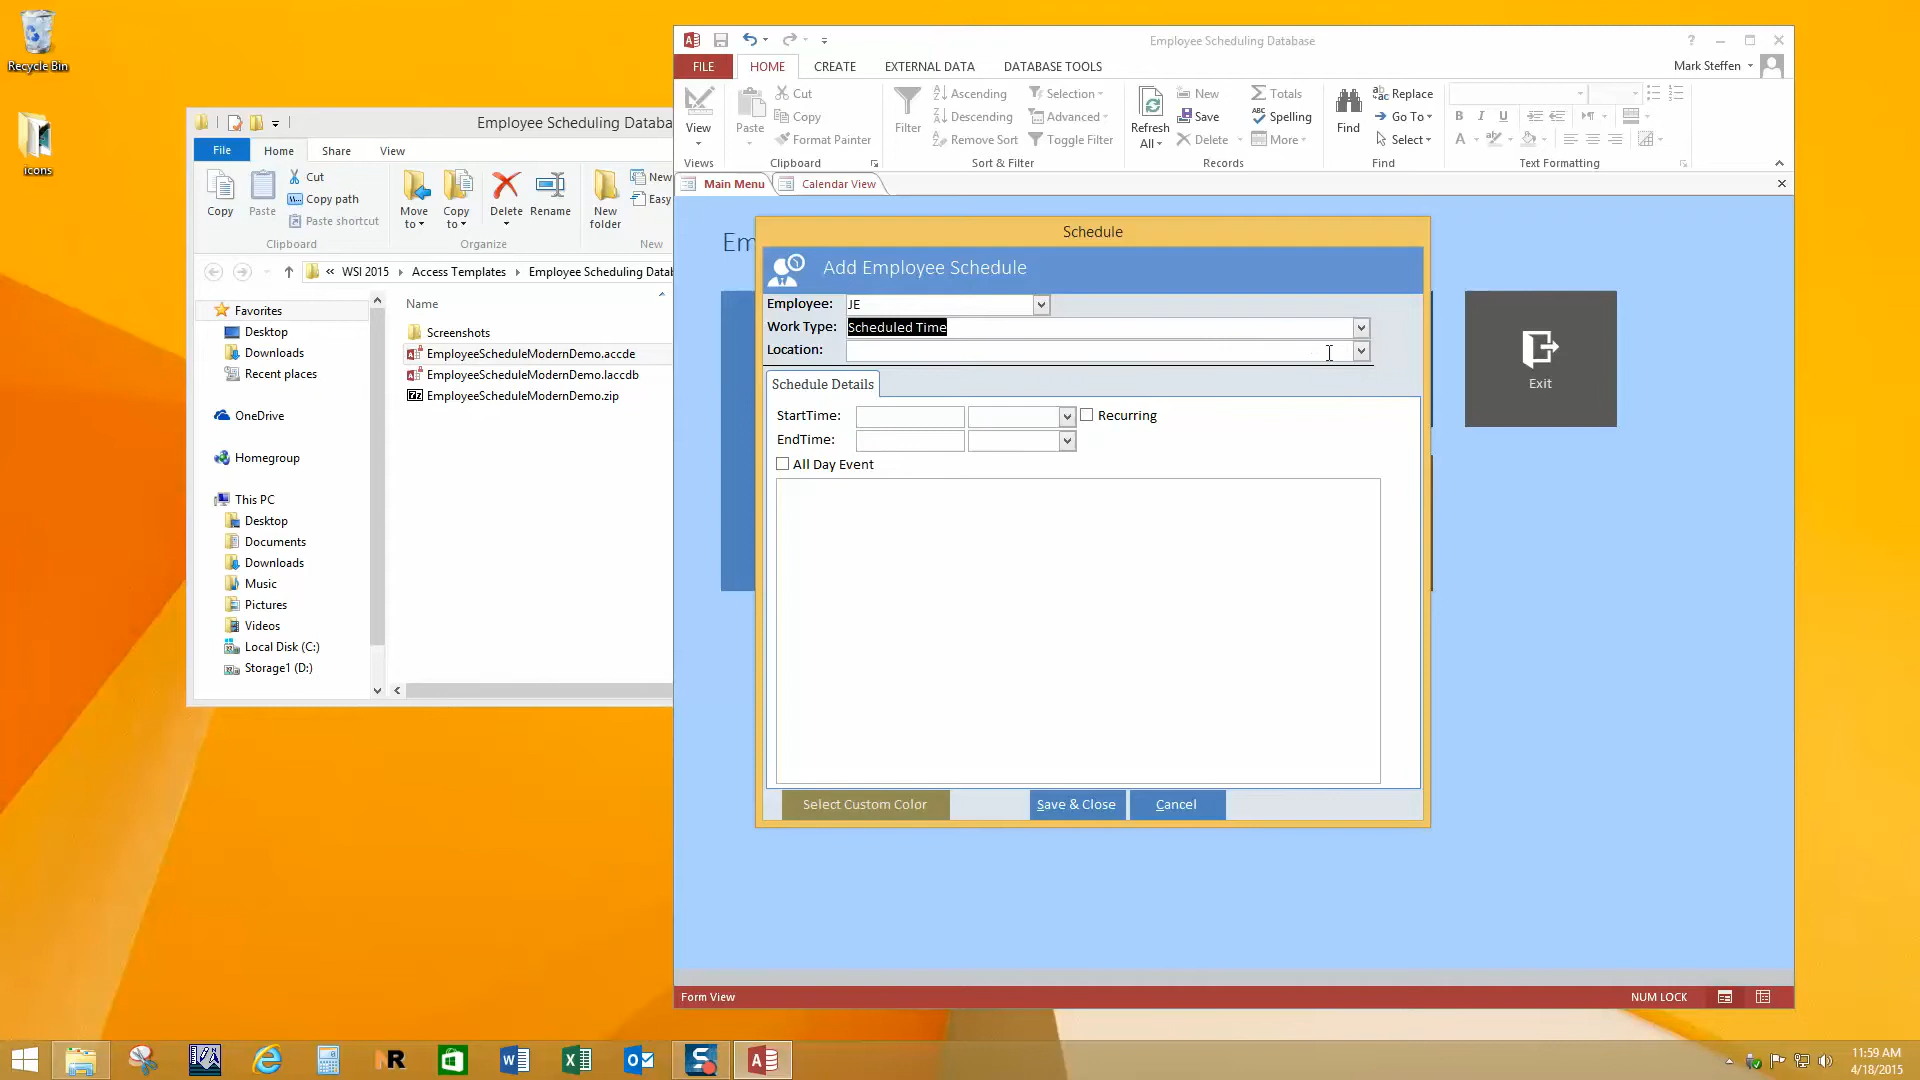 Recycle Bin
icons
Employee Scheduling Databa
File
Home
Share
View
Copy
Paste
Cut
Copy path
Paste shortcut
Clipboard
Move to
Copy to
Delete
Rename
Organize
New folder
New
Easy
New
« WSI 2015 › Access Templates › Employee Scheduling Datab
Favorites
Desktop
Downloads
Recent places
OneDrive
Homegroup
This PC
Desktop
Documents
Downloads
Music
Pictures
Videos
Local Disk (C:)
Storage1 (D:)
Name
Screenshots
EmployeeScheduleModernDemo.accde
EmployeeScheduleModernDemo.laccdb
EmployeeScheduleModernDemo.zip
Employee Scheduling Database
FILE
HOME
CREATE
EXTERNAL DATA
DATABASE TOOLS
Mark Steffen
View
Views
Paste
Cut
Copy
Format Painter
Clipboard
Filter
Ascending
Descending
Remove Sort
Selection
Advanced
Toggle Filter
Sort & Filter
Refresh All
New
Save
Delete
Totals
Spelling
More
Records
Find
Replace
Go To
Select
Find
B I U
A
Text Formatting
Main Menu
Calendar View
Em
Schedule
Add Employee Schedule
Employee: JE
Work Type: Scheduled Time
Location:
Schedule Details
StartTime:
Recurring
EndTime:
All Day Event
Select Custom Color
Save & Close
Cancel
Exit
Form View
NUM LOCK
11:59 AM
4/18/2015